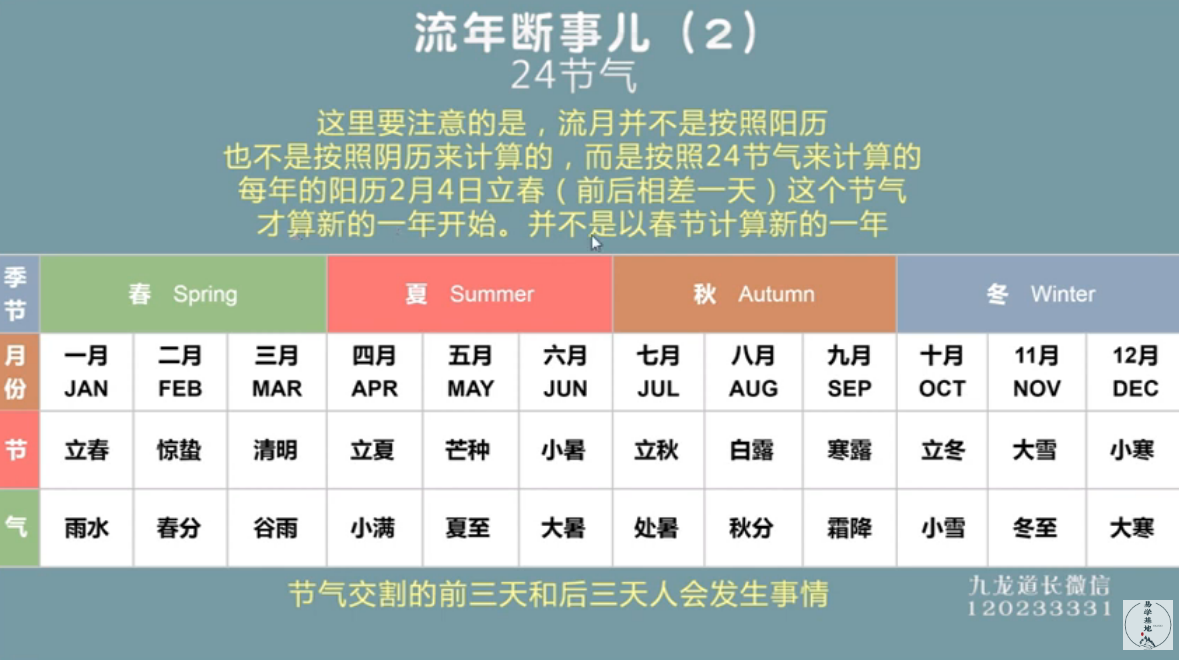 流年断事儿（2）
24节气
这里要注意的是，流月并不是按照阳历
也不是按照阴历来计算的，而是按照24节气来计算的
每年的阳历2月4日立春（前后相差一天）这个节气
才算新的一年开始。并不是以春节计算新的一年
季节 春 Spring 夏 Summer 秋 Autumn 冬 Winter
月份 一月 二月 三月 四月 五月 六月 七月 八月 九月 十月 11月 12月
JAN FEB MAR APR MAY JUN JUL AUG SEP OCT NOV DEC
节 立春 惊蛰 清明 立夏 芒种 小暑 立秋 白露 寒露 立冬 大雪 小寒
气 雨水 春分 谷雨 小满 夏至 大暑 处暑 秋分 霜降 小雪 冬至 大寒
节气交割的前三天和后三天人会发生事情
九龙道长微信
120233331
易学基地